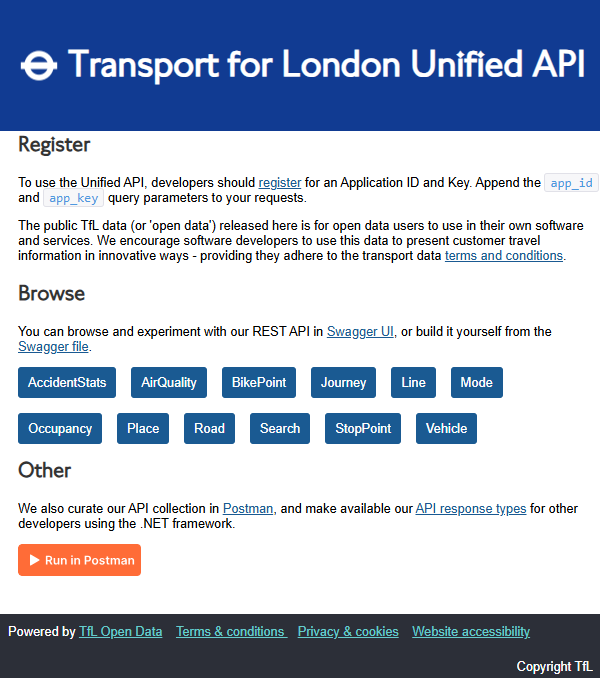 Transport for London Unified API
Register
To use the Unified API, developers should register for an Application ID and Key. Append the app_id
and app_key query parameters to your requests.
The public TfL data (or 'open data') released here is for open data users to use in their own software
and services. We encourage software developers to use this data to present customer travel
information in innovative ways - providing they adhere to the transport data terms and conditions.
Browse
You can browse and experiment with our REST API in Swagger UI, or build it yourself from the
Swagger file.
AccidentStats AirQuality BikePoint Journey Line Mode
Occupancy Place Road Search StopPoint Vehicle
Other
We also curate our API collection in Postman, and make available our API response types for other
developers using the .NET framework.
Run in Postman
Powered by TfL Open Data Terms & conditions Privacy & cookies Website accessibility
Copyright TfL